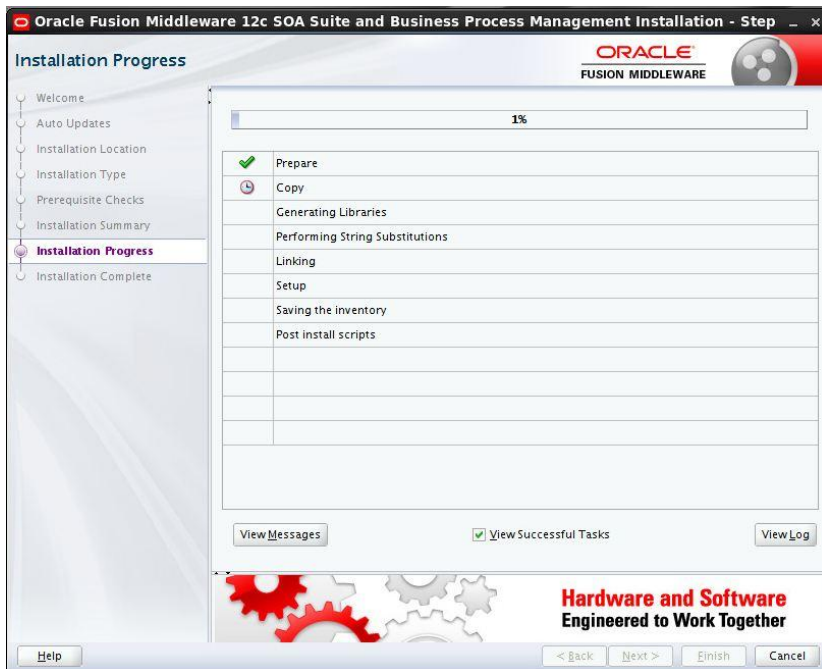 Oracle Fusion Middleware 12c SOA Suite and Business Process Management Installation - Step
Installation Progress
ORACLE
FUSION MIDDLEWARE
Welcome
Auto Updates
Installation Location
Installation Type
Prerequisite Checks
Installation Summary
Installation Progress
Installation Complete
1%
Prepare
Copy
Generating Libraries
Performing String Substitutions
Linking
Setup
Saving the inventory
Post install scripts
View Messages
View Successful Tasks
View Log
Hardware and Software
Engineered to Work Together
Help
< Back
Next >
Finish
Cancel